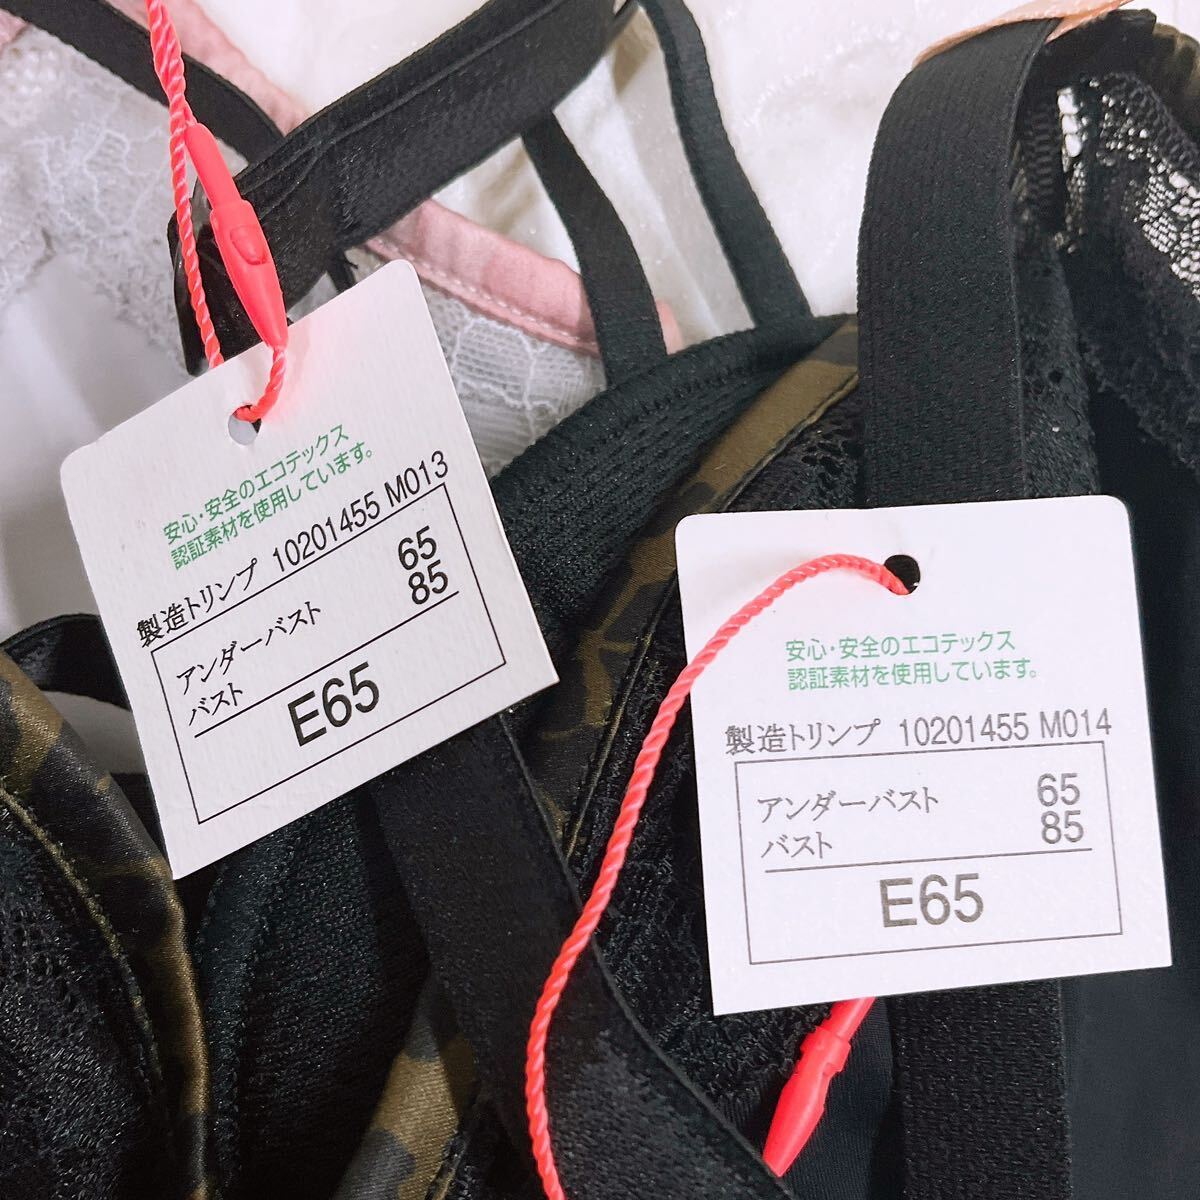 安心・安全のエコテックス
認証素材を使用しています。
製造トリンプ 10201455 M013
アンダーバスト 65
バスト 85
E65
安心・安全のエコテックス
認証素材を使用しています。
製造トリンプ 10201455 M014
アンダーバスト 65
バスト 85
E65